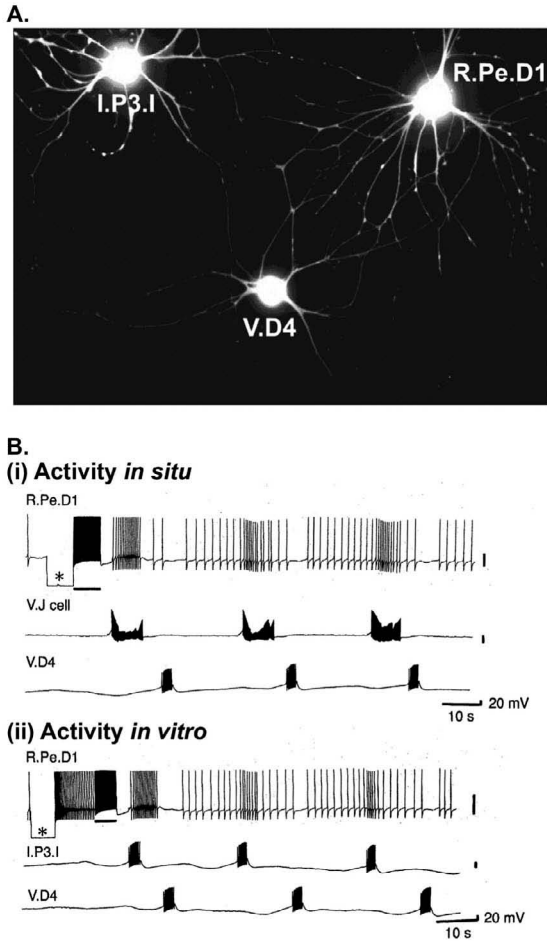 A.
I.P3.I
R.Pe.D1
V.D4
B.
(i) Activity in situ
R.Pe.D1
*
V.J cell
V.D4
20 mV
10 s
(ii) Activity in vitro
R.Pe.D1
*
I.P3.I
V.D4
20 mV
10 s